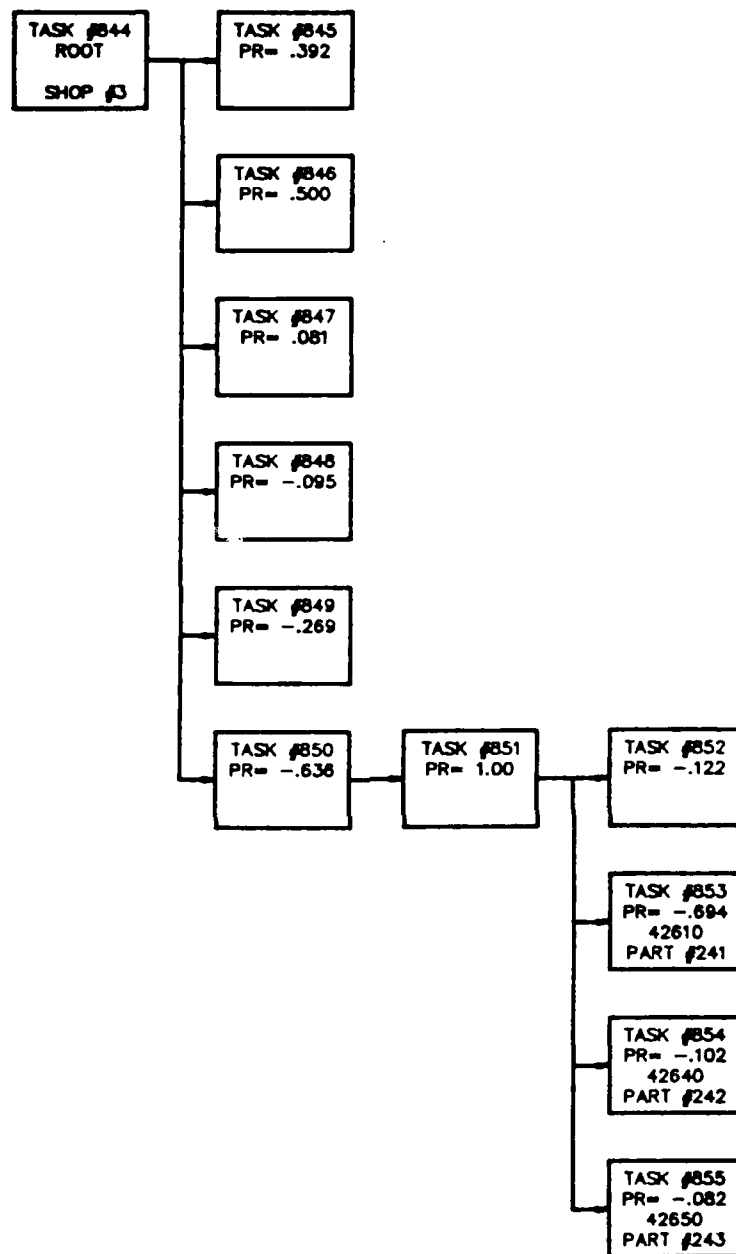 TASK #844
ROOT
SHOP #3
TASK #845
PR= .392
TASK #846
PR= .500
TASK #847
PR= .081
TASK #848
PR= -.095
TASK #849
PR= -.269
TASK #850
PR= -.636
TASK #851
PR= 1.00
TASK #852
PR= -.122
TASK #853
PR= -.694
42610
PART #241
TASK #854
PR= -.102
42640
PART #242
TASK #855
PR= -.082
42650
PART #243